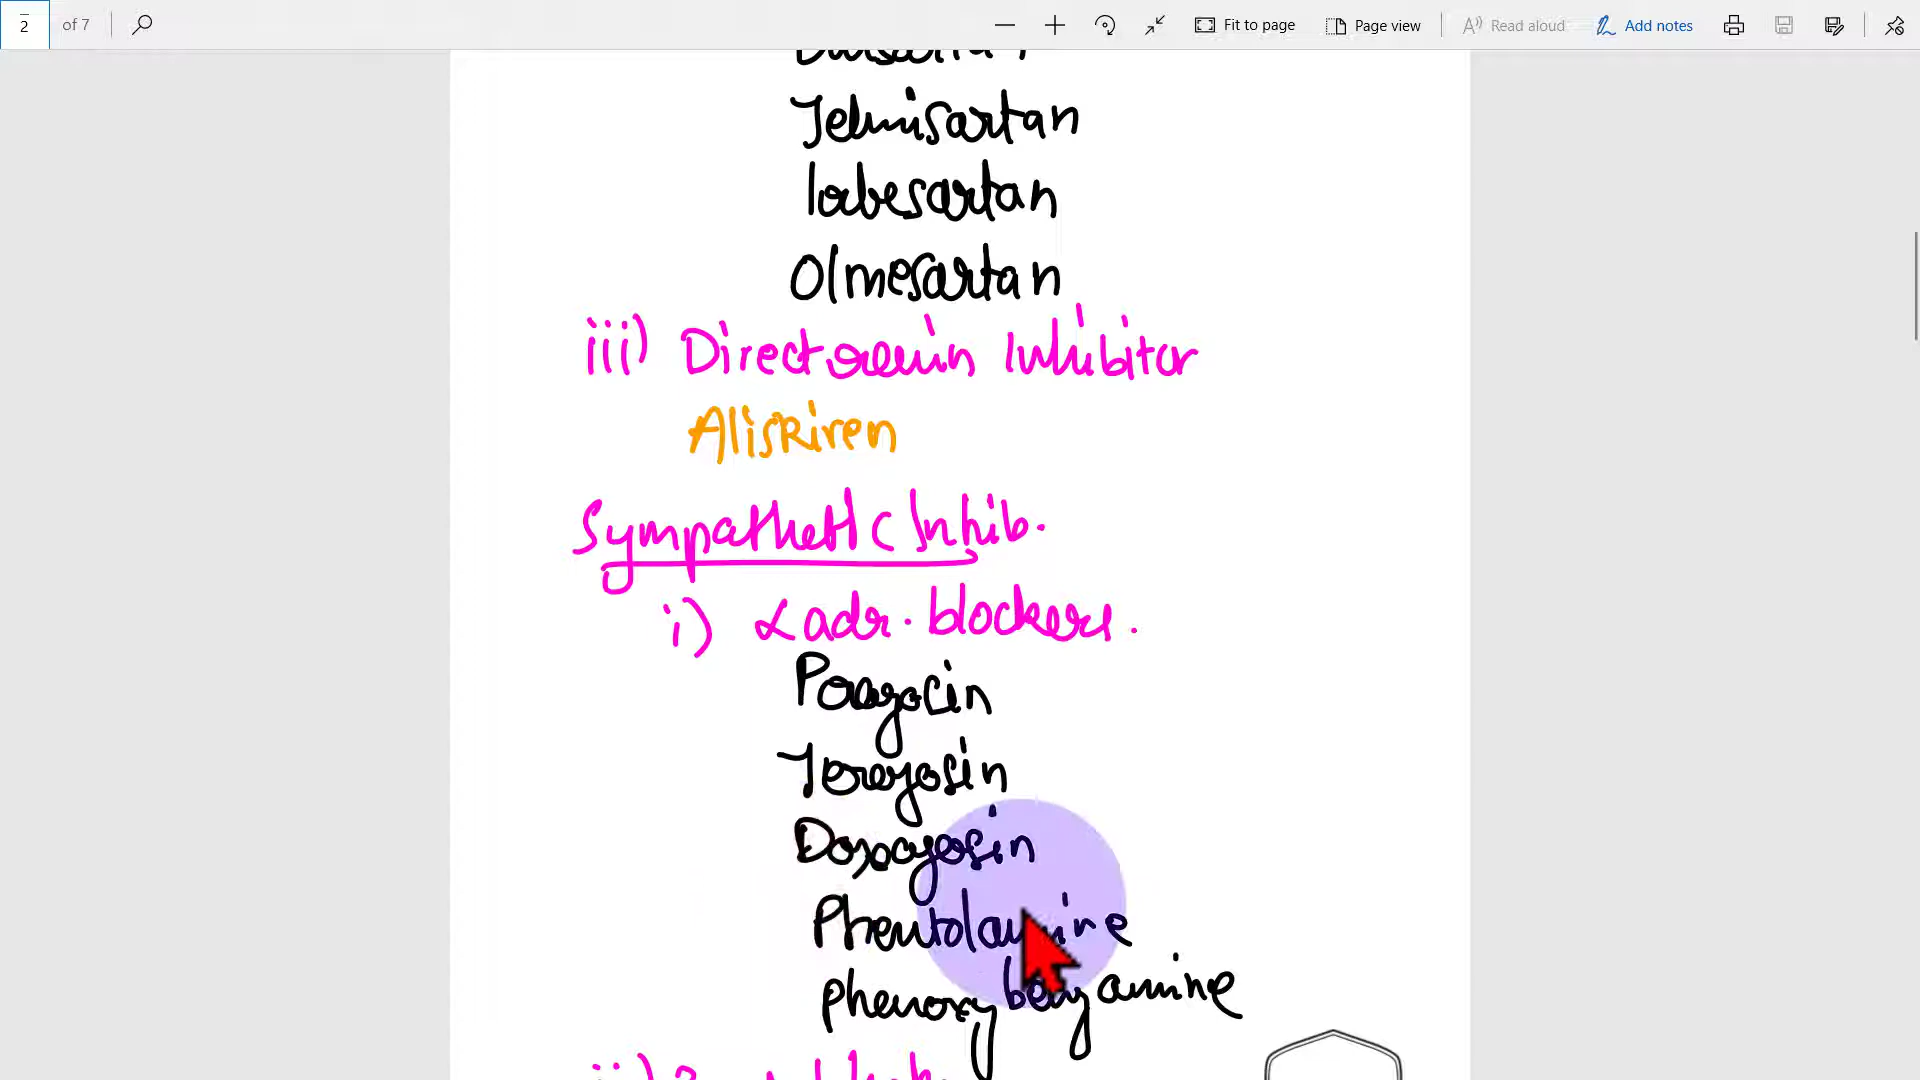 2 of 7 Fit to page Page view Read aloud Add notes
Telmisartan
Irbesartan
Olmesartan
iii) Direct renin Inhibitor
Aliskiren
Sympathetic Inhib.
i) α adr. blockers.
Prazosin
Terazosin
Doxazosin
Phentolamine
phenoxybenzamine